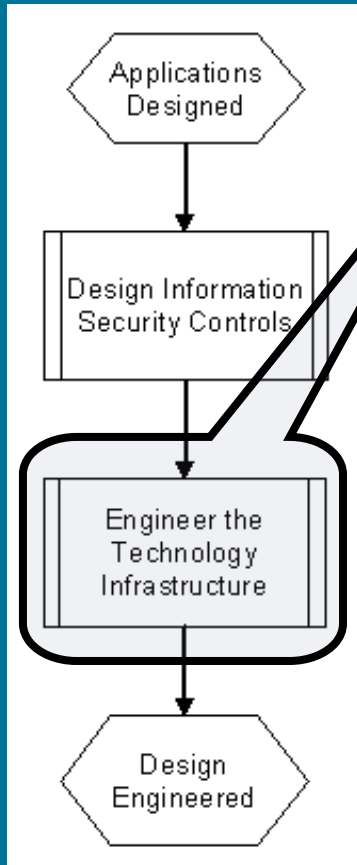 Applications
Designed
Design Information
Security Controls
Engineer the
Technology
Infrastructure
Design
Engineered